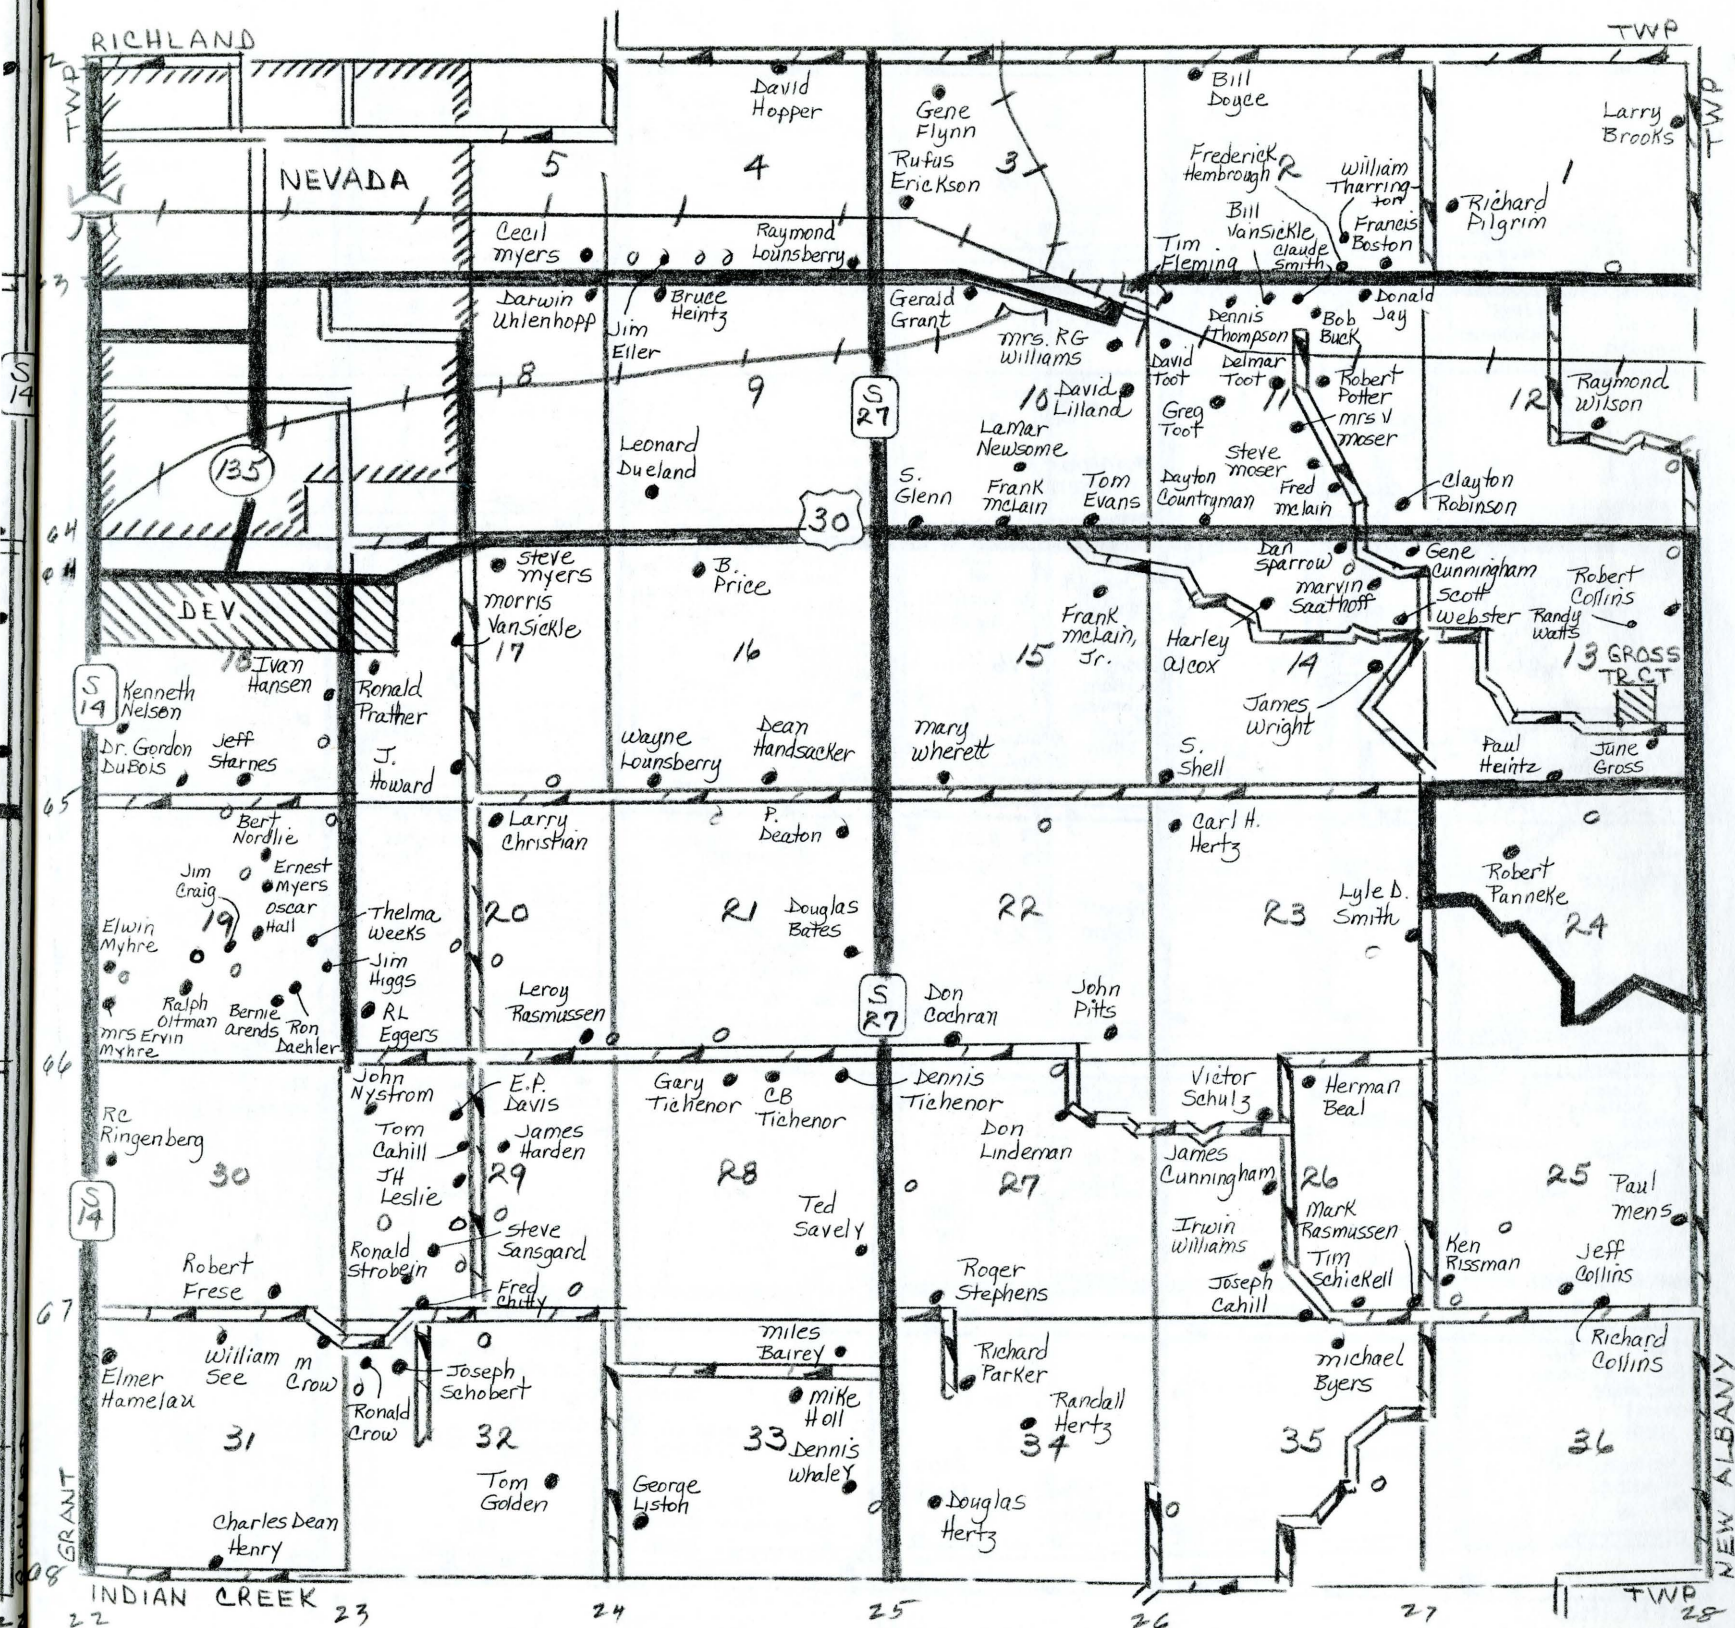 RICHLAND
TWP
TWP
TWP
David
Hopper
Gene
Flynn
Bill
Doyce
Larry
Brooks
NEVADA
5
4
3
2
1
Rufus
Erickson
Frederick
Hembrough
William
Tharring-
ton
Richard
Pilgrim
Cecil
Myers
Raymond
Lounsberry
Tim
Fleming
Bill
VanSickle
Claude
Smith
Francis
Boston
63
Darwin
Uhlenhopp
Jim
Eller
Bruce
Heintz
Gerald
Grant
Mrs. RG
Williams
Dennis
Thompson
Bob
Buck
Donald
Jay
S
14
8
9
S
27
10
David
Lilland
David
Toot
Delmar
Toot
11
Robert
Potter
12
Raymond
Wilson
Greg
Toot
Mrs V
Moser
135
Leonard
Dueland
Lamar
Newsome
Steve
Moser
S.
Glenn
Frank
McLain
Tom
Evans
Dayton
Countryman
Fred
McLain
Clayton
Robinson
64
30
DEV
Steve
Myers
B.
Price
Dan
Sparrow
Gene
Cunningham
Morris
VanSickle
Frank
McLain,
Jr.
Marvin
Saathoff
Scott
Webster
Robert
Collins
Randy
Watts
Harley
Alcox
18
17
16
15
14
13
GROSS
TR. CT
S
14
Ivan
Hansen
Kenneth
Nelson
Ronald
Prather
James
Wright
Dr. Gordon
DuBois
Jeff
Starnes
J.
Howard
Wayne
Lounsberry
Dean
Handsacker
Mary
Wherett
S.
Shell
Paul
Heintz
June
Gross
65
Bert
Nordlie
Larry
Christian
P.
Deaton
Carl H.
Hertz
Jim
Craig
Ernest
Myers
Robert
Panneke
Oscar
Hall
Thelma
Weeks
Lyle D.
Smith
19
20
21
22
23
24
Elwin
Myhre
Douglas
Bates
Jim
Higgs
Mrs Ervin
Myhre
Ralph
Oltman
Bernie
Arends
Ron
Daehler
RL
Eggers
Leroy
Rasmussen
S
27
Don
Cochran
John
Pitts
66
John
Nystrom
E.P.
Davis
Gary
Tichenor
CB
Tichenor
Dennis
Tichenor
Victor
Schulz
Herman
Beal
RC
Ringenberg
Tom
Cahill
James
Harden
Don
Lindeman
James
Cunningham
30
29
28
27
26
25
JH
Leslie
Paul
Mens
S
14
Ted
Savely
Irwin
Williams
Mark
Rasmussen
Ronald
Strobein
Steve
Sansgard
Ken
Rissman
Jeff
Collins
Robert
Frese
Fred
Chitty
Roger
Stephens
Joseph
Cahill
Tim
Schickell
67
Elmer
Hamelau
William
See
M
Crow
Joseph
Schobert
Miles
Bairey
Richard
Parker
Michael
Byers
Richard
Collins
Ronald
Crow
Mike
Holl
Randall
Hertz
31
32
33
34
35
36
Dennis
Whaley
Tom
Golden
George
Liston
Douglas
Hertz
Charles Dean
Henry
GRANT
NEW ALBANY
INDIAN CREEK
TWP
22
23
24
25
26
27
28